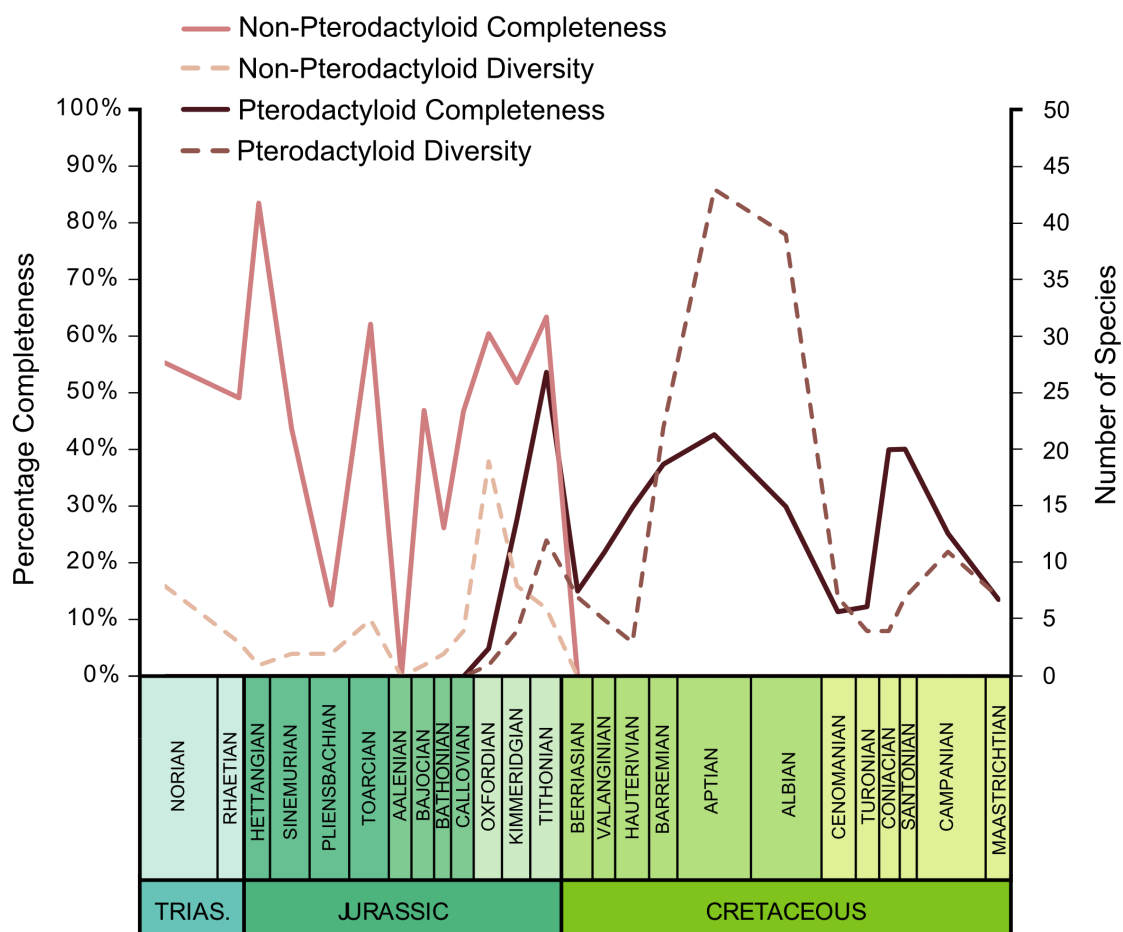 Non-Pterodactyloid Completeness
Non-Pterodactyloid Diversity
Pterodactyloid Completeness
Pterodactyloid Diversity
Percentage Completeness
100%
90%
80%
70%
60%
50%
40%
30%
20%
10%
0%
50
45
40
35
30
25
20
15
10
5
0
Number of Species
NORIAN
RHAETIAN
HETTANGIAN
SINEMURIAN
PLIENSBACHIAN
TOARCIAN
AALENIAN
BAJOCIAN
BATHONIAN
CALLOVIAN
OXFORDIAN
KIMMERIDGIAN
TITHONIAN
BERRIASIAN
VALANGINIAN
HAUTERIVIAN
BARREMIAN
APTIAN
ALBIAN
CENOMANIAN
TURONIAN
CONIACIAN
SANTONIAN
CAMPANIAN
MAASTRICHTIAN
TRIAS.
JURASSIC
CRETACEOUS